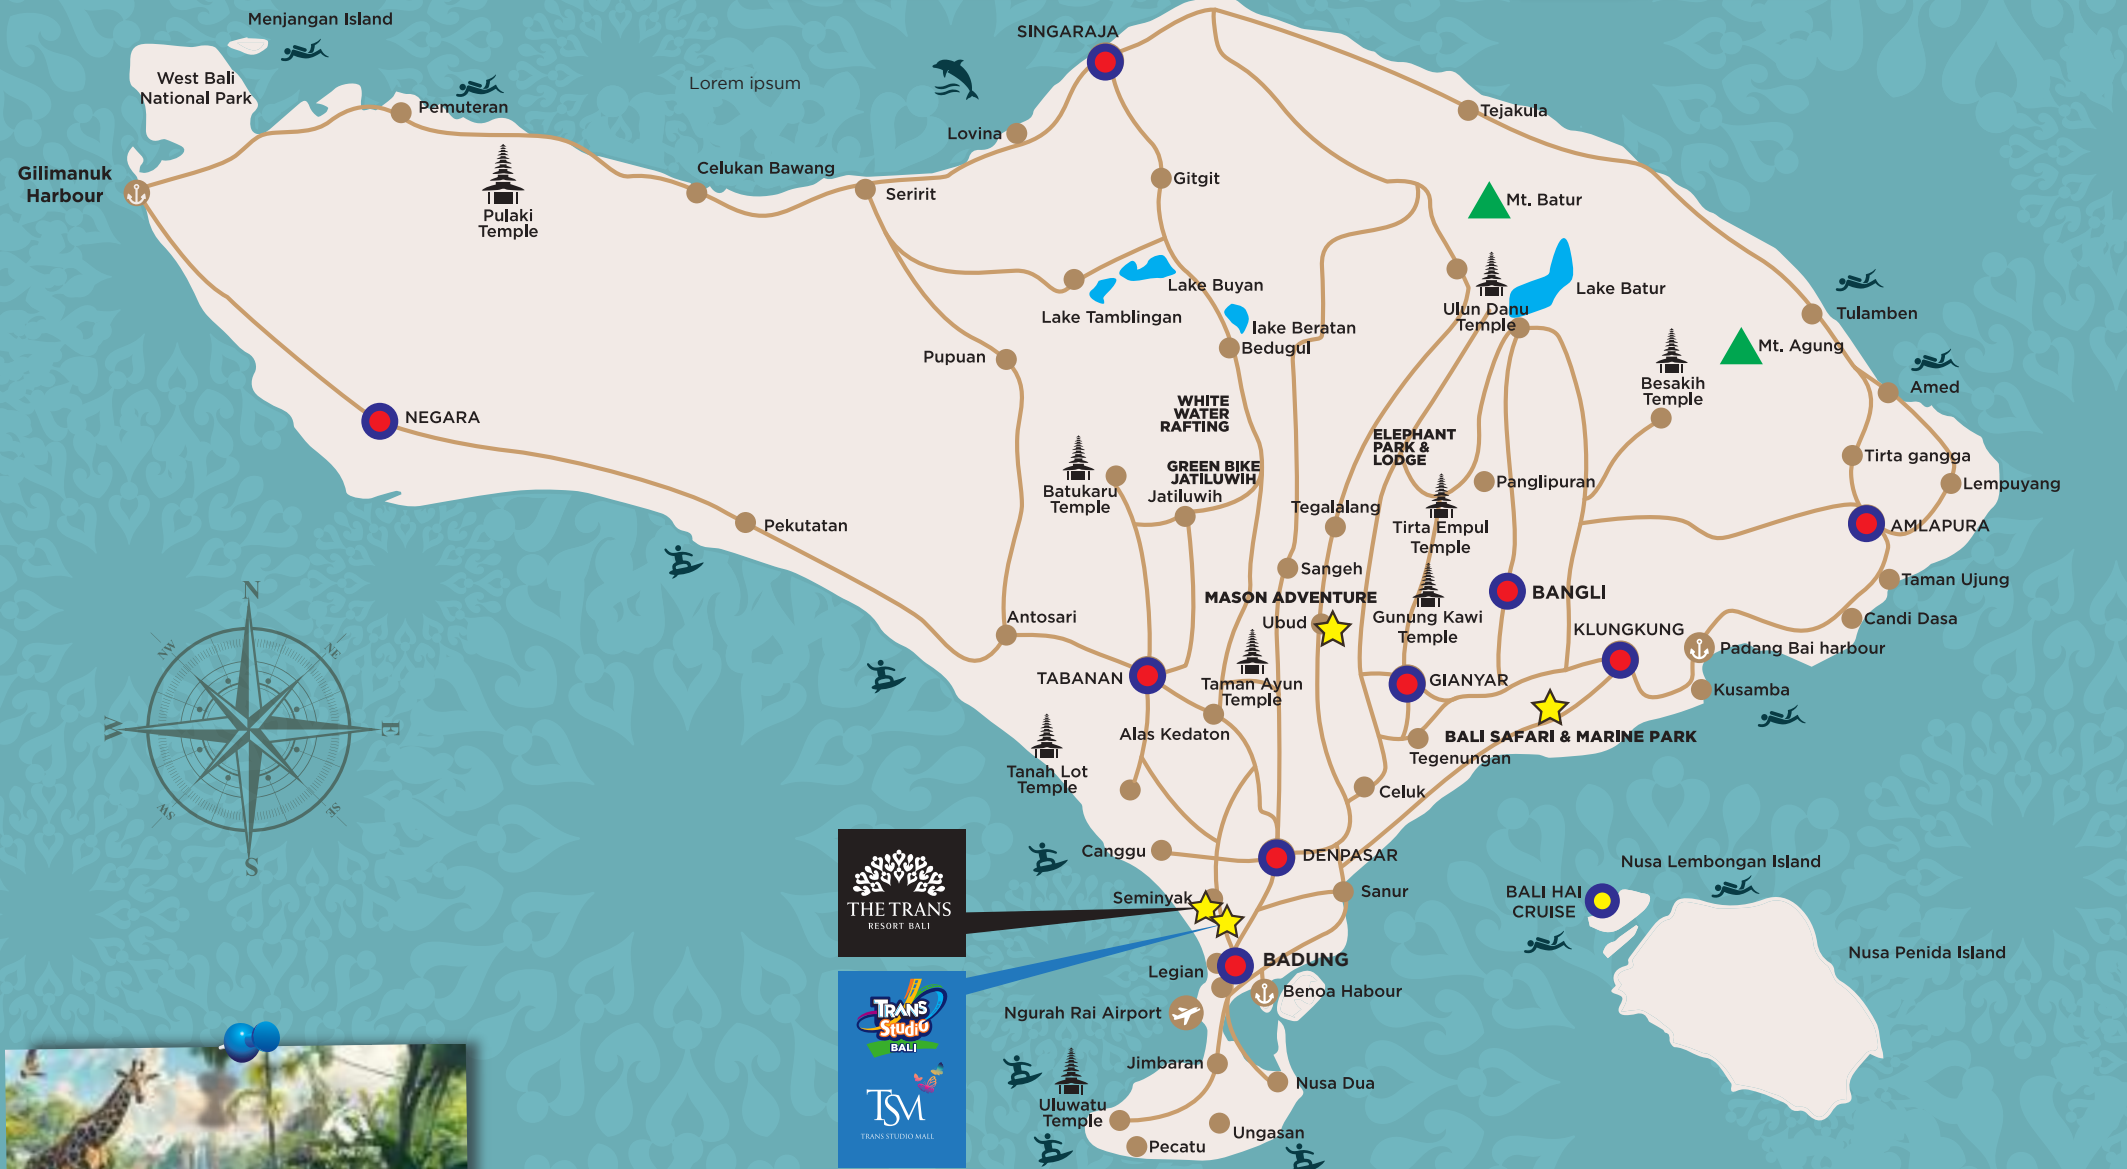 Menjangan Island
SINGARAJA
West Bali
National Park
Lorem ipsum
Pemuteran
Tejakula
Lovina
Gilimanuk
Harbour
Celukan Bawang
Seririt
Gitgit
Mt. Batur
Pulaki
Temple
Lake Buyan
Lake Batur
Lake Tamblingan
Ulun Danu
Temple
Tulamben
lake Beratan
Bedugul
Mt. Agung
Pupuan
Besakih
Temple
Amed
WHITE
WATER
RAFTING
NEGARA
ELEPHANT
PARK &
LODGE
GREEN BIKE
JATILUWIH
Jatiluwih
Batukaru
Temple
Tirta gangga
Panglipuran
Lempuyang
Tegalalang
Tirta Empul
Temple
Pekutatan
AMLAPURA
Sangeh
Taman Ujung
MASON ADVENTURE
BANGLI
Ubud
Gunung Kawi
Temple
Antosari
Candi Dasa
KLUNGKUNG
Padang Bai harbour
TABANAN
Taman Ayun
Temple
GIANYAR
Kusamba
Alas Kedaton
BALI SAFARI & MARINE PARK
Tegenungan
Tanah Lot
Temple
Celuk
N
NE
E
SE
S
SW
W
NW
Canggu
DENPASAR
Nusa Lembongan Island
Seminyak
Sanur
BALI HAI
CRUISE
THE TRANS
RESORT BALI
Nusa Penida Island
Legian
BADUNG
Benoa Habour
Ngurah Rai Airport
TRANS
Studio
BALI
Jimbaran
Nusa Dua
Uluwatu
Temple
TSM
TRANS STUDIO MALL
Ungasan
Pecatu